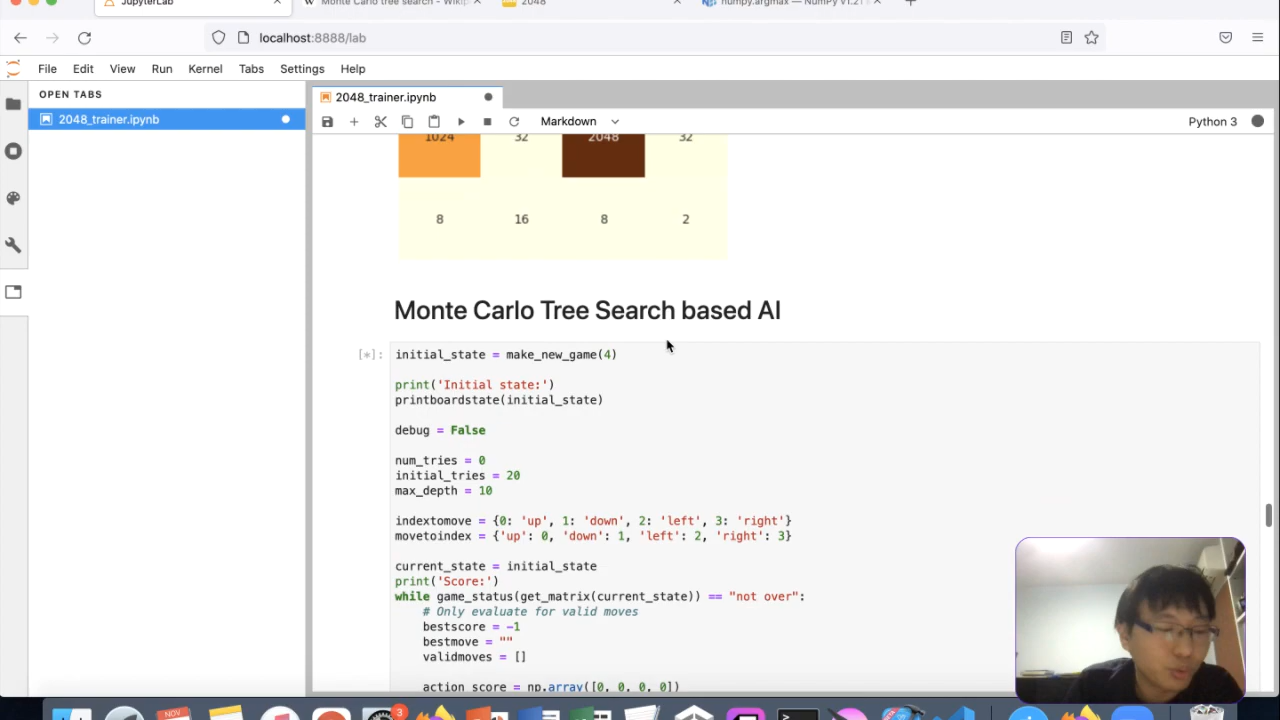 JupyterLab
Monte Carlo tree search - Wikip
2048
numpy.argmax — NumPy v1.21
localhost:8888/lab
File Edit View Run Kernel Tabs Settings Help
OPEN TABS
2048_trainer.ipynb
2048_trainer.ipynb
Markdown
Python 3
1024 32 2048 32
8 16 8 2
Monte Carlo Tree Search based AI
[*]:
initial_state = make_new_game(4)
print('Initial state:')
printboardstate(initial_state)
debug = False
num_tries = 0
initial_tries = 20
max_depth = 10
indextomove = {0: 'up', 1: 'down', 2: 'left', 3: 'right'}
movetoindex = {'up': 0, 'down': 1, 'left': 2, 'right': 3}
current_state = initial_state
print('Score:')
while game_status(get_matrix(current_state)) == "not over":
# Only evaluate for valid moves
bestscore = -1
bestmove = ""
validmoves = []
action_score = np.array([0, 0, 0, 0])
NOV
3